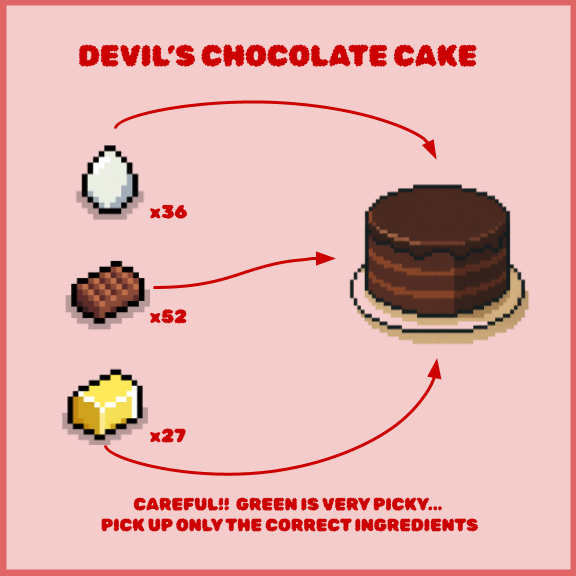 DEVIL'S CHOCOLATE CAKE
x36
x52
x27
CAREFUL!! GREEN IS VERY PICKY...
PICK UP ONLY THE CORRECT INGREDIENTS